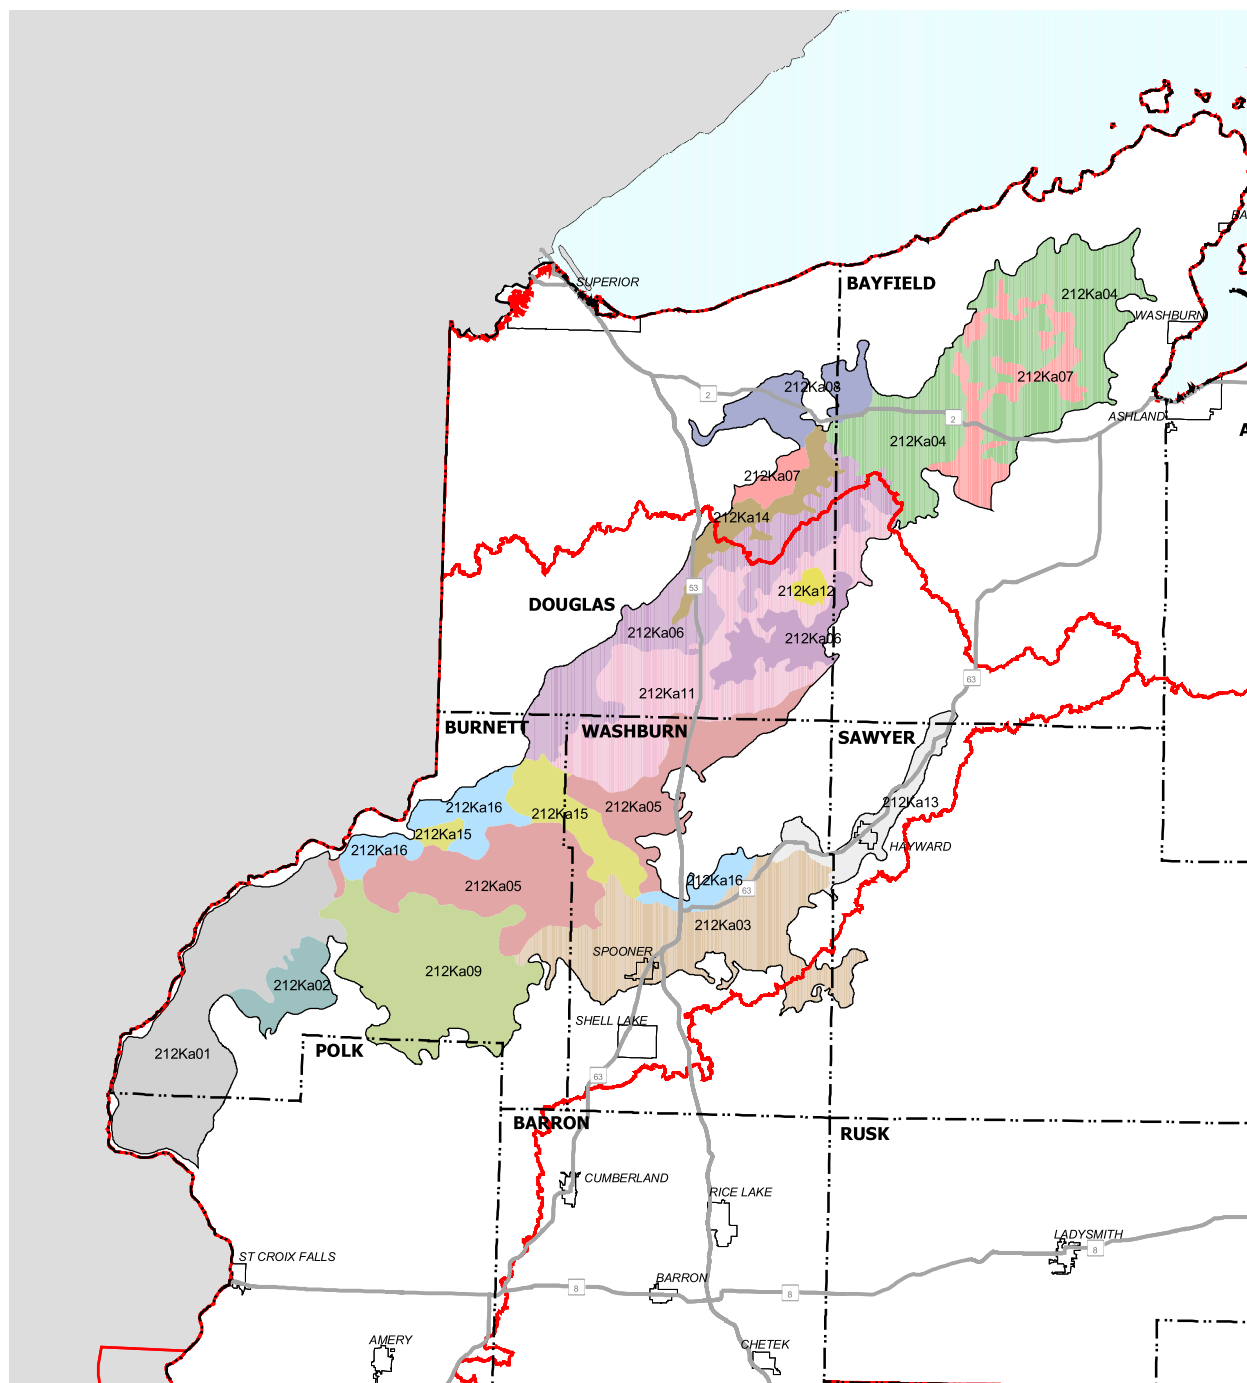 BA
SUPERIOR
BAYFIELD
212Ka04
WASHBURN
212Ka07
212Ka08
2
2
ASHLAND
A
212Ka04
212Ka07
212Ka14
53
212Ka12
DOUGLAS
212Ka06
212Ka06
63
212Ka11
BURNETT
WASHBURN
SAWYER
212Ka13
212Ka16
212Ka05
212Ka15
212Ka15
212Ka16
HAYWARD
212Ka05
212Ka16
63
212Ka03
SPOONER
212Ka09
212Ka02
SHELL LAKE
212Ka01
POLK
63
BARRON
RUSK
CUMBERLAND
RICE LAKE
LADYSMITH
8
ST CROIX FALLS
BARRON
8
8
AMERY
CHETEK